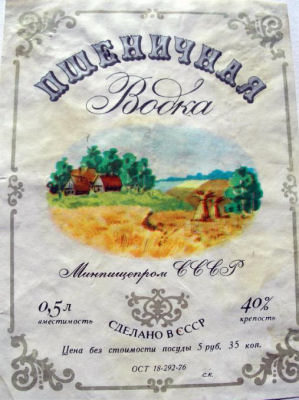 ПШЕНИЧНАЯ
Водка
Минпищепром СССР
0,5л
вместимость
40%
крепость
СДЕЛАНО В СССР
Цена без стоимости посуды 5 руб. 35 коп.
ОСТ 18-292-76
с.к.